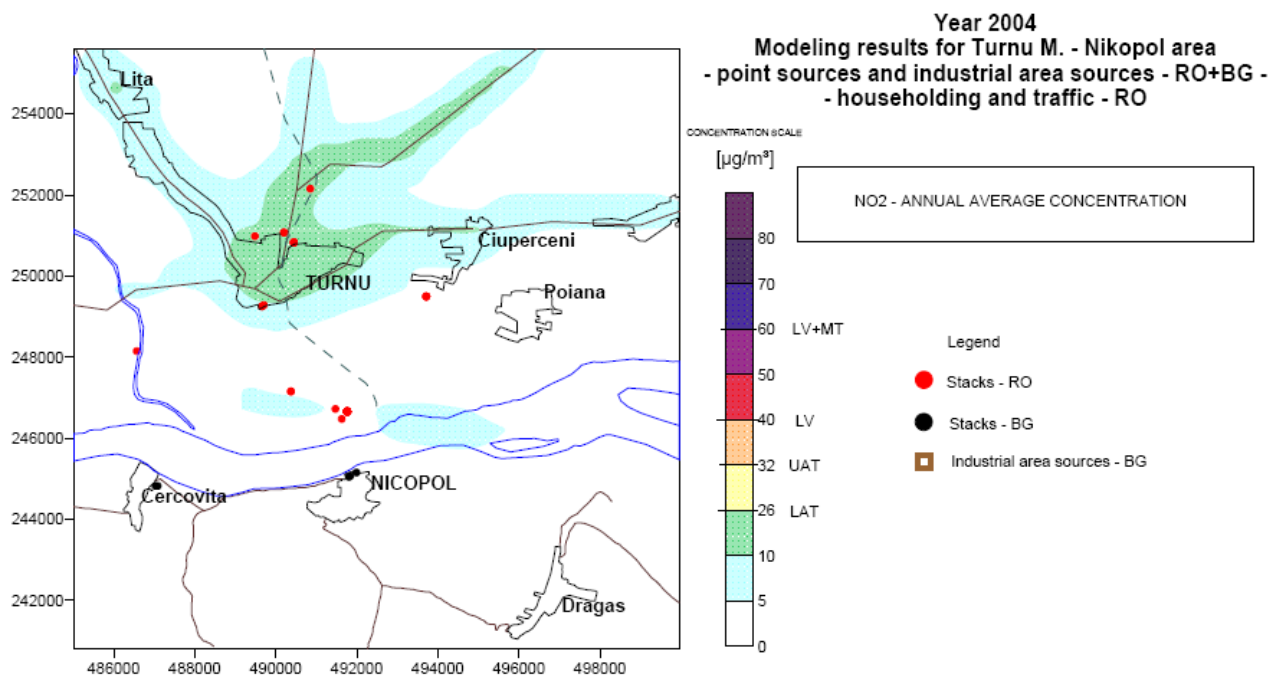 Year 2004
Modeling results for Turnu M. - Nikopol area
- point sources and industrial area sources - RO+BG -
- householding and traffic - RO
CONCENTRATION SCALE
[µg/m³]
NO2 - ANNUAL AVERAGE CONCENTRATION
80
70
60 LV+MT
50
40 LV
32 UAT
26 LAT
10
5
0
Legend
Stacks - RO
Stacks - BG
Industrial area sources - BG
Lita
Ciuperceni
TURNU
Poiana
Cercovita
NICOPOL
Dragas
254000
252000
250000
248000
246000
244000
242000
486000 488000 490000 492000 494000 496000 498000